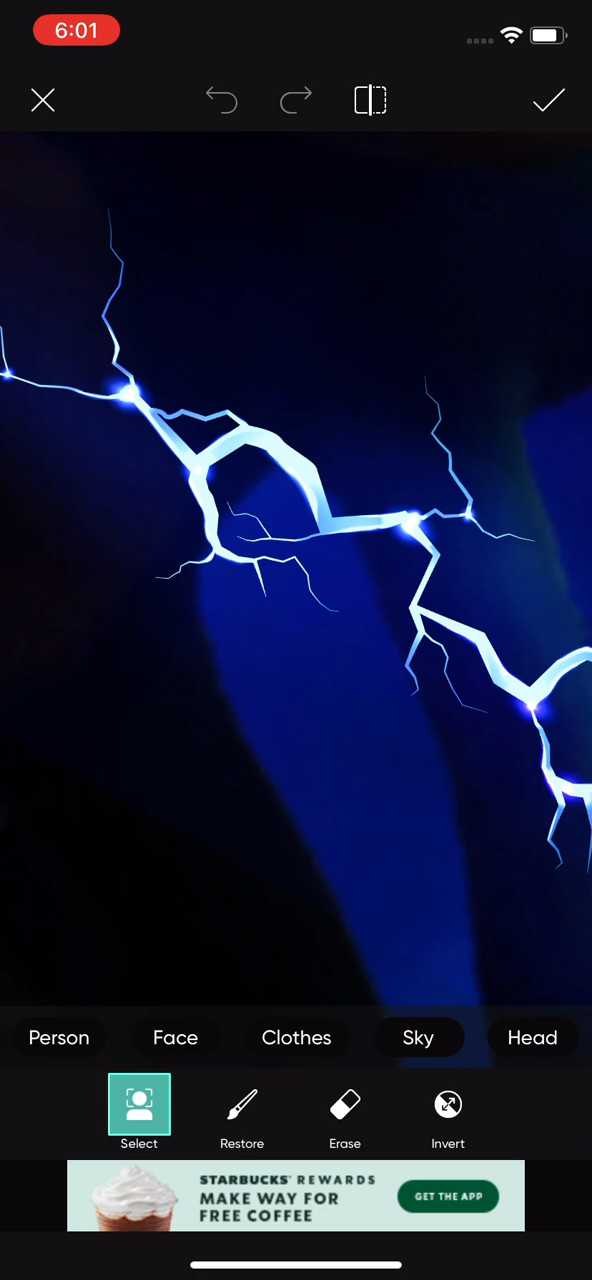 6:01
Person Face Clothes Sky Head
Select Restore Erase Invert
STARBUCKS® REWARDS
MAKE WAY FOR
FREE COFFEE
GET THE APP